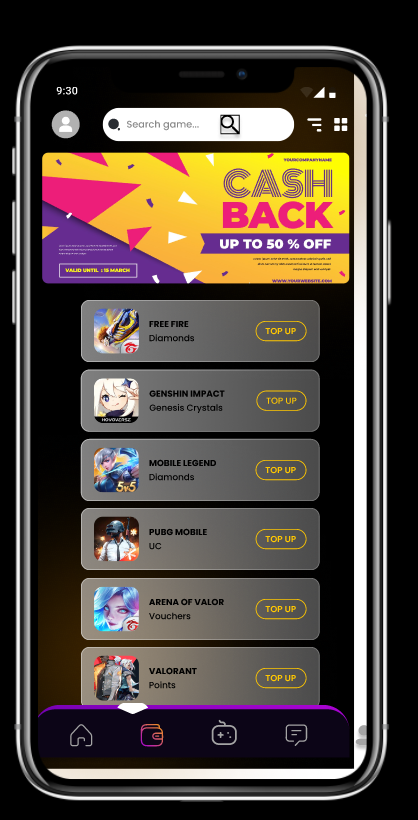 9:30
Search game...
YOURCOMPANYNAME
CASH
BACK
UP TO 50 % OFF
VALID UNTIL : 15 MARCH
WWW.YOURWEBSITE.COM
FREE FIRE
Diamonds
TOP UP
GENSHIN IMPACT
Genesis Crystals
TOP UP
HOYOVERSE
MOBILE LEGEND
Diamonds
TOP UP
5v5
PUBG MOBILE
UC
TOP UP
ARENA OF VALOR
Vouchers
TOP UP
VALORANT
Points
TOP UP